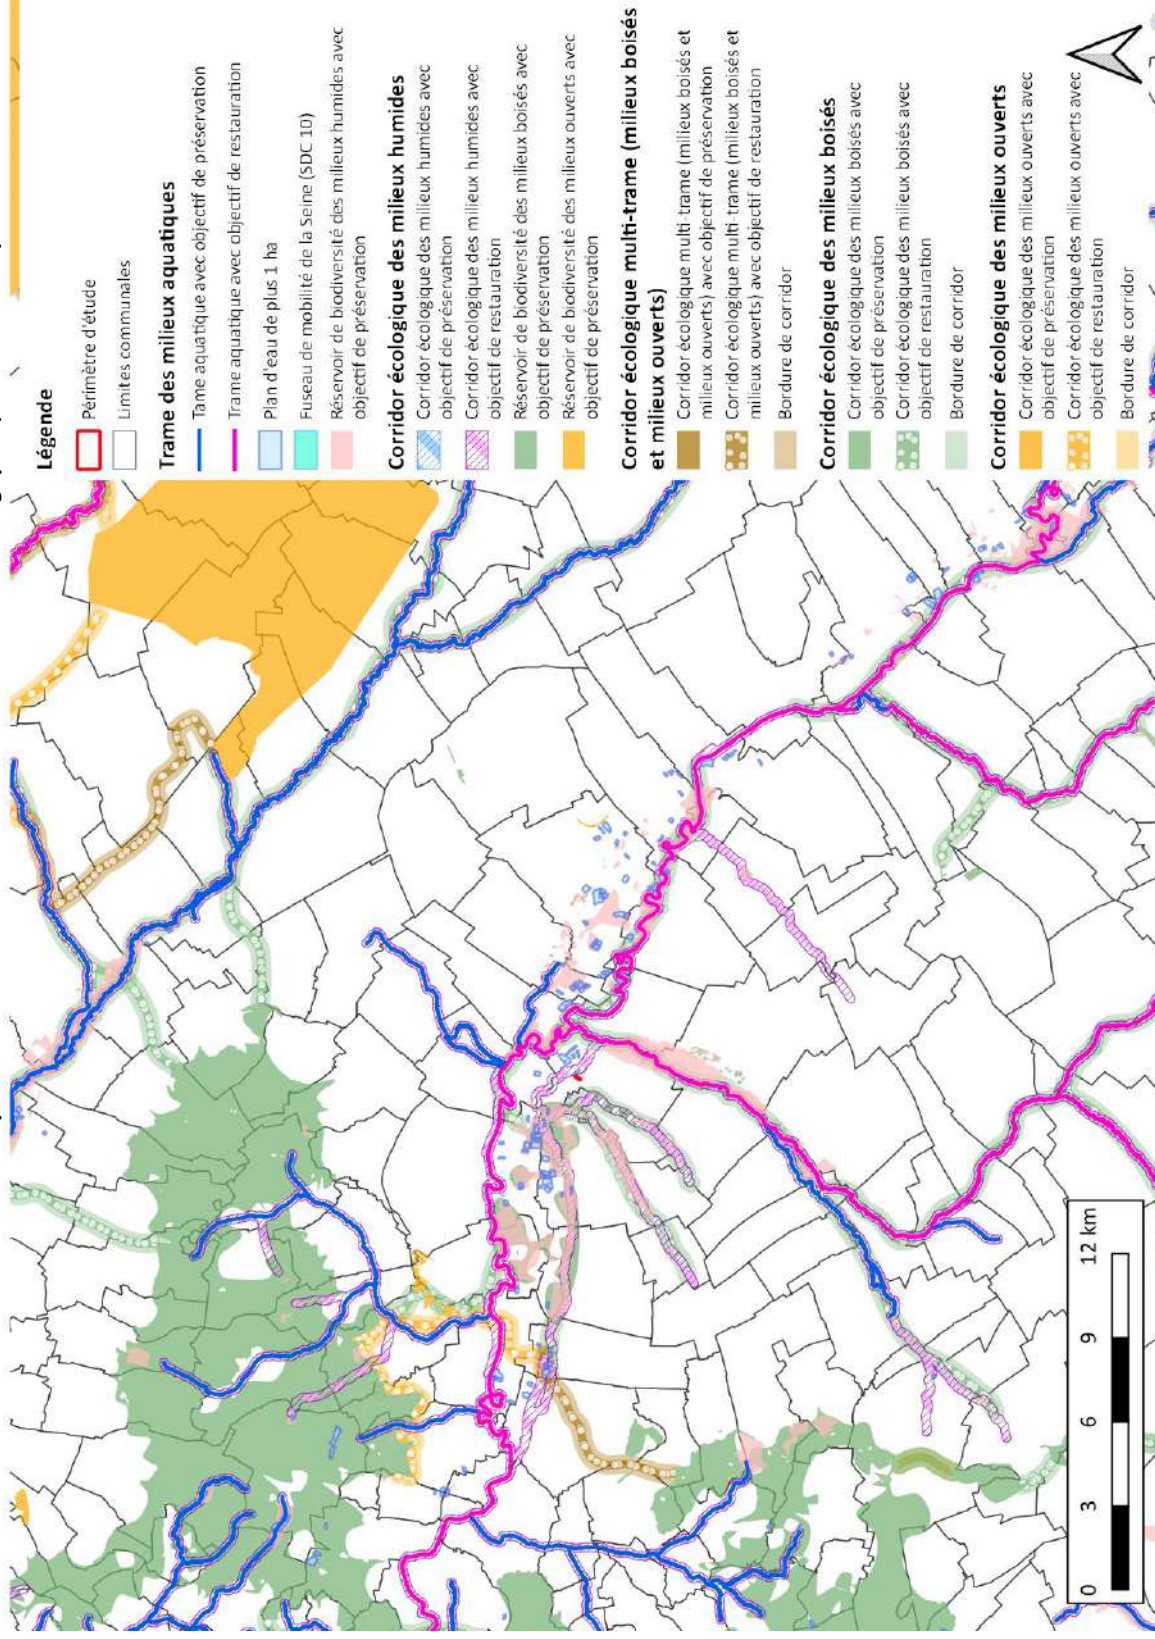 Légende
Périmètre d'étude
Limites communales
Trame des milieux aquatiques
Tame aquatique avec objectif de préservation
Trame aquatique avec objectif de restauration
Plan d'eau de plus 1 ha
Fuseau de mobilité de la Seine (SDC 10)
Réservoir de biodiversité des milieux humides avec
objectif de préservation
Corridor écologique des milieux humides
Corridor écologique des milieux humides avec
objectif de préservation
Corridor écologique des milieux humides avec
objectif de restauration
Réservoir de biodiversité des milieux boisés avec
objectif de préservation
Réservoir de biodiversité des milieux ouverts avec
objectif de préservation
Corridor écologique multi-trame (milieux boisés
et milieux ouverts)
Corridor écologique multi-trame (milieux boisés et
milieux ouverts) avec objectif de préservation
Corridor écologique multi-trame (milieux boisés et
milieux ouverts) avec objectif de restauration
Bordure de corridor
Corridor écologique des milieux boisés
Corridor écologique des milieux boisés avec
objectif de préservation
Corridor écologique des milieux boisés avec
objectif de restauration
Bordure de corridor
Corridor écologique des milieux ouverts
Corridor écologique des milieux ouverts avec
objectif de préservation
Corridor écologique des milieux ouverts avec
objectif de restauration
Bordure de corridor
0 3 6 9 12 km